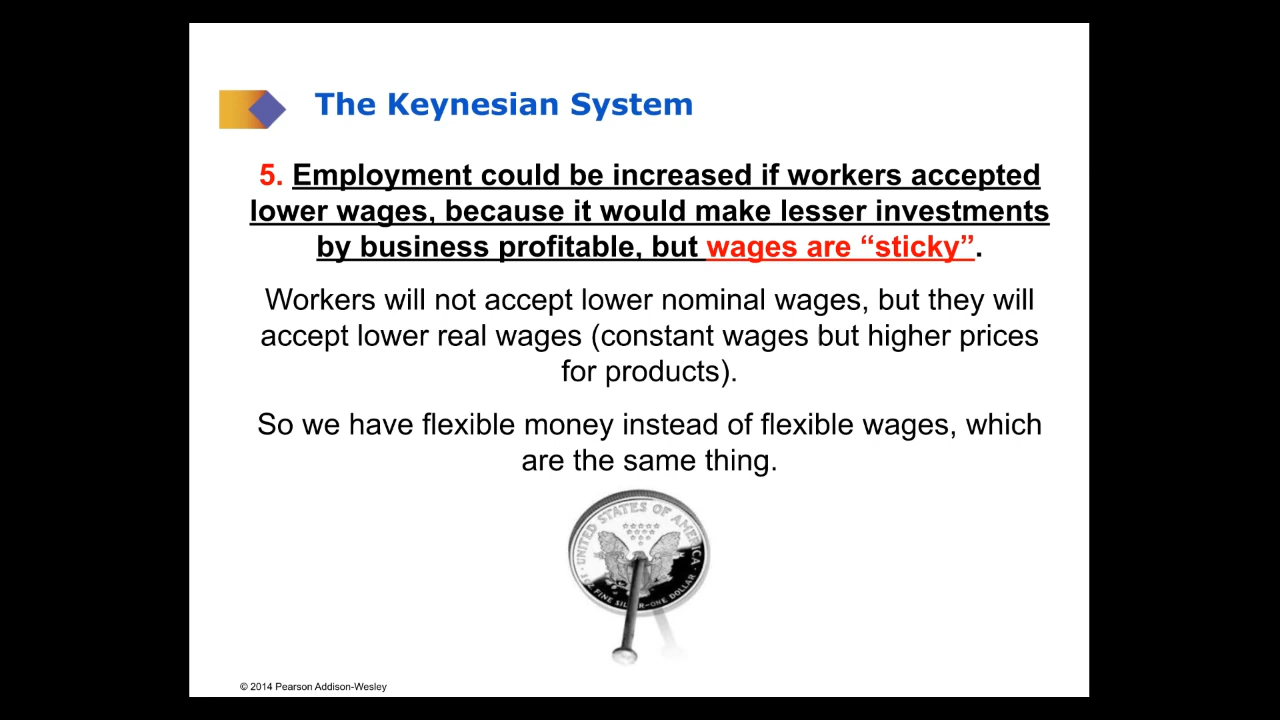 The Keynesian System
5. Employment could be increased if workers accepted
lower wages, because it would make lesser investments
by business profitable, but wages are “sticky”.
Workers will not accept lower nominal wages, but they will
accept lower real wages (constant wages but higher prices
for products).
So we have flexible money instead of flexible wages, which
are the same thing.
UNITED STATES OF AMERICA
1 OZ. FINE SILVER~ONE DOLLAR
© 2014 Pearson Addison-Wesley